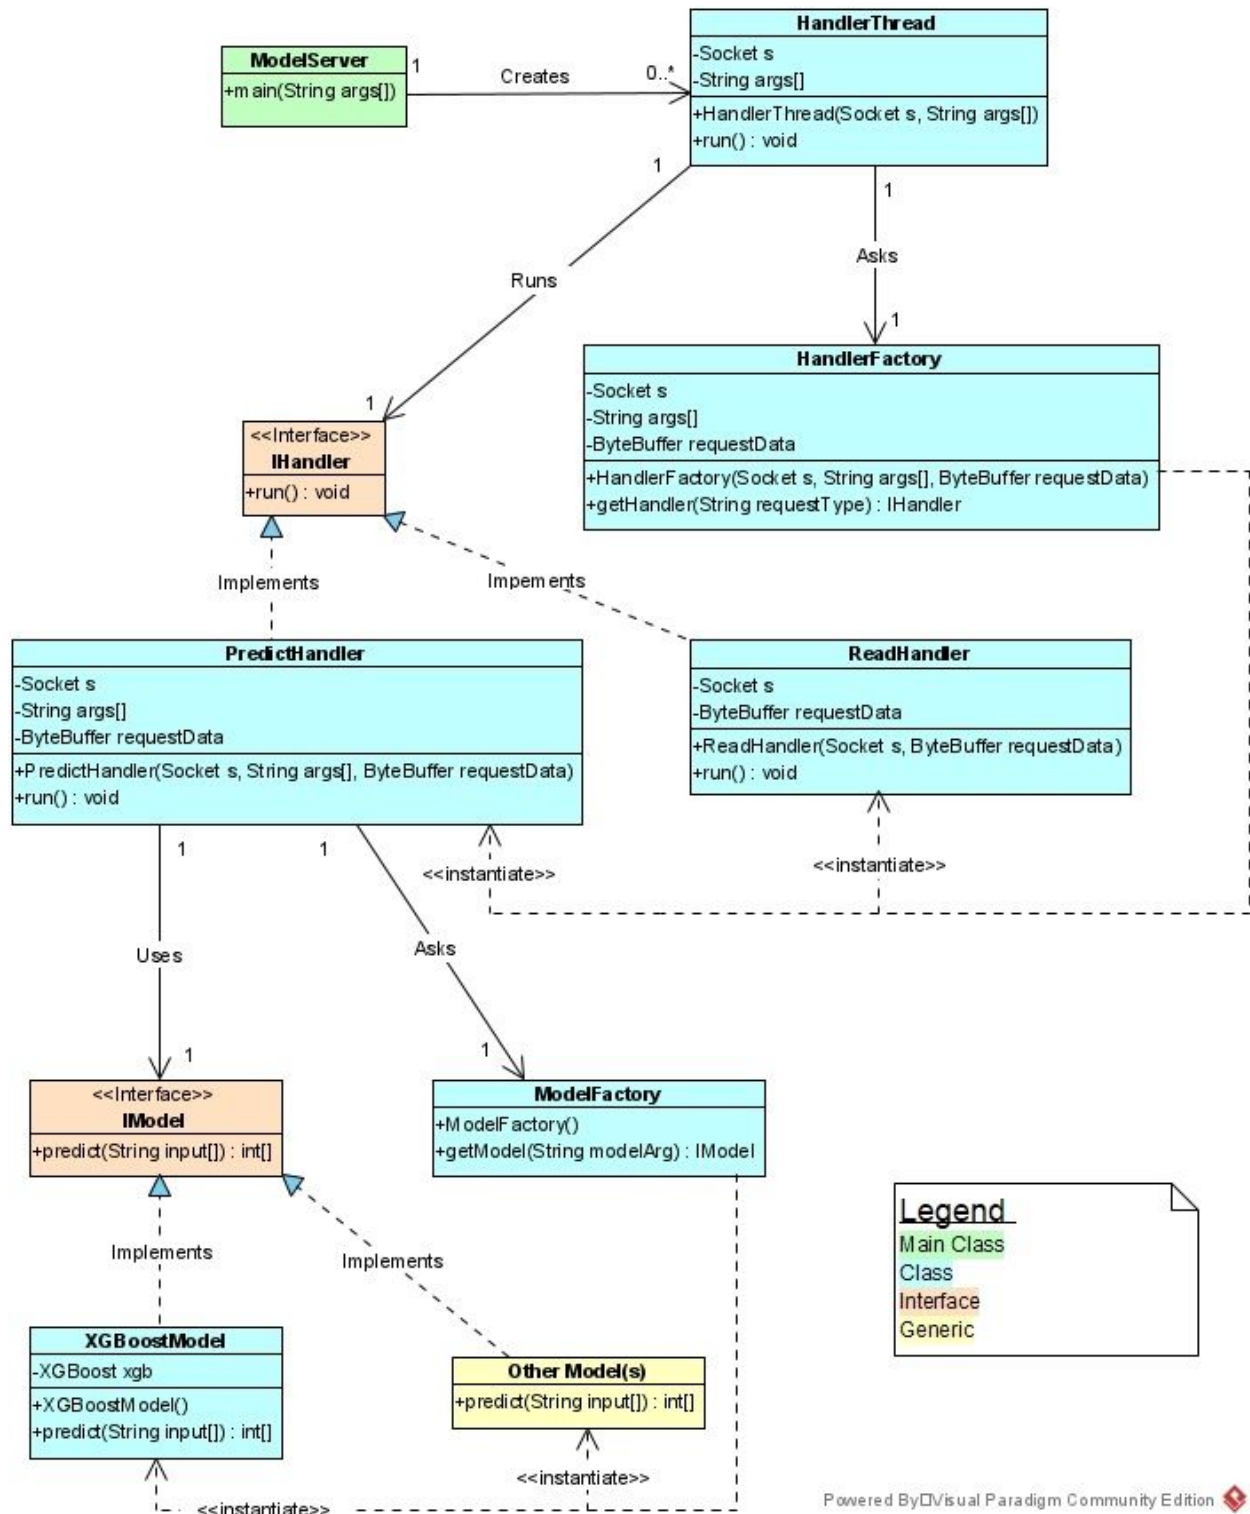 HandlerThread
-Socket s
-String args[]
+HandlerThread(Socket s, String args[])
+run() : void
ModelServer
+main(String args[])
1
Creates
0..*
1
Runs
1
1
Asks
1
HandlerFactory
-Socket s
-String args[]
-ByteBuffer requestData
+HandlerFactory(Socket s, String args[], ByteBuffer requestData)
+getHandler(String requestType) : IHandler
<<Interface>>
IHandler
+run() : void
Implements
Impements
PredictHandler
-Socket s
-String args[]
-ByteBuffer requestData
+PredictHandler(Socket s, String args[], ByteBuffer requestData)
+run() : void
ReadHandler
-Socket s
-ByteBuffer requestData
+ReadHandler(Socket s, ByteBuffer requestData)
+run() : void
<<instantiate>>
<<instantiate>>
1
Uses
1
1
Asks
1
<<Interface>>
IModel
+predict(String input[]) : int[]
ModelFactory
+ModelFactory()
+getModel(String modelArg) : IModel
Implements
Implements
XGBoostModel
-XGBoost xgb
+XGBoostModel()
+predict(String input[]) : int[]
Other Model(s)
+predict(String input[]) : int[]
<<instantiate>>
<<instantiate>>
Legend
Main Class
Class
Interface
Generic
Powered By□Visual Paradigm Community Edition